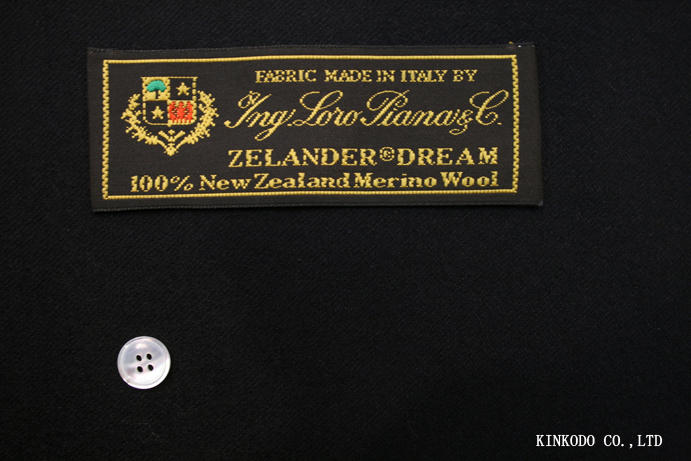 FABRIC MADE IN ITALY BY
Ing. Loro Piana & C.
ZELANDER®DREAM
100% New Zealand Merino Wool
KINKODO CO.,LTD